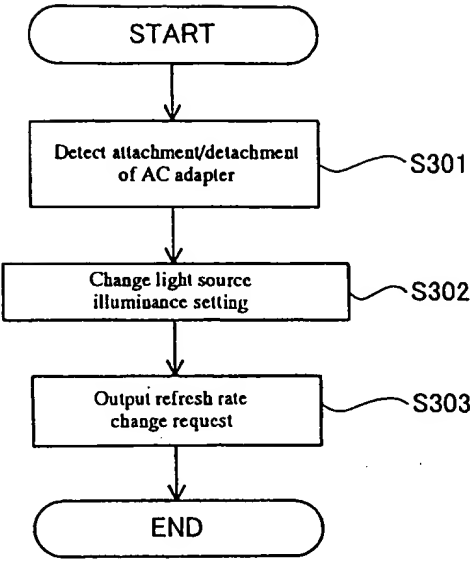 START
Detect attachment/detachment
of AC adapter
S301
Change light source
illuminance setting
S302
Output refresh rate
change request
S303
END